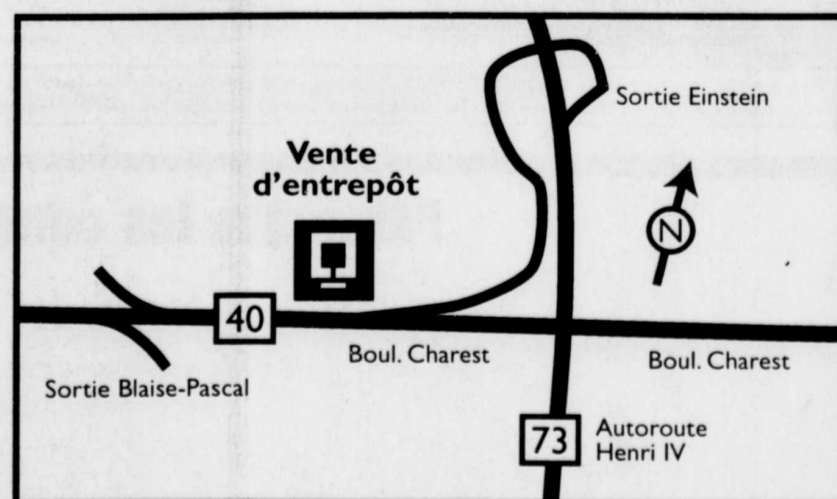 Sortie Einstein
Vente
d'entrepôt
N
40
Boul. Charest
Boul. Charest
Sortie Blaise-Pascal
73
Autoroute
Henri IV